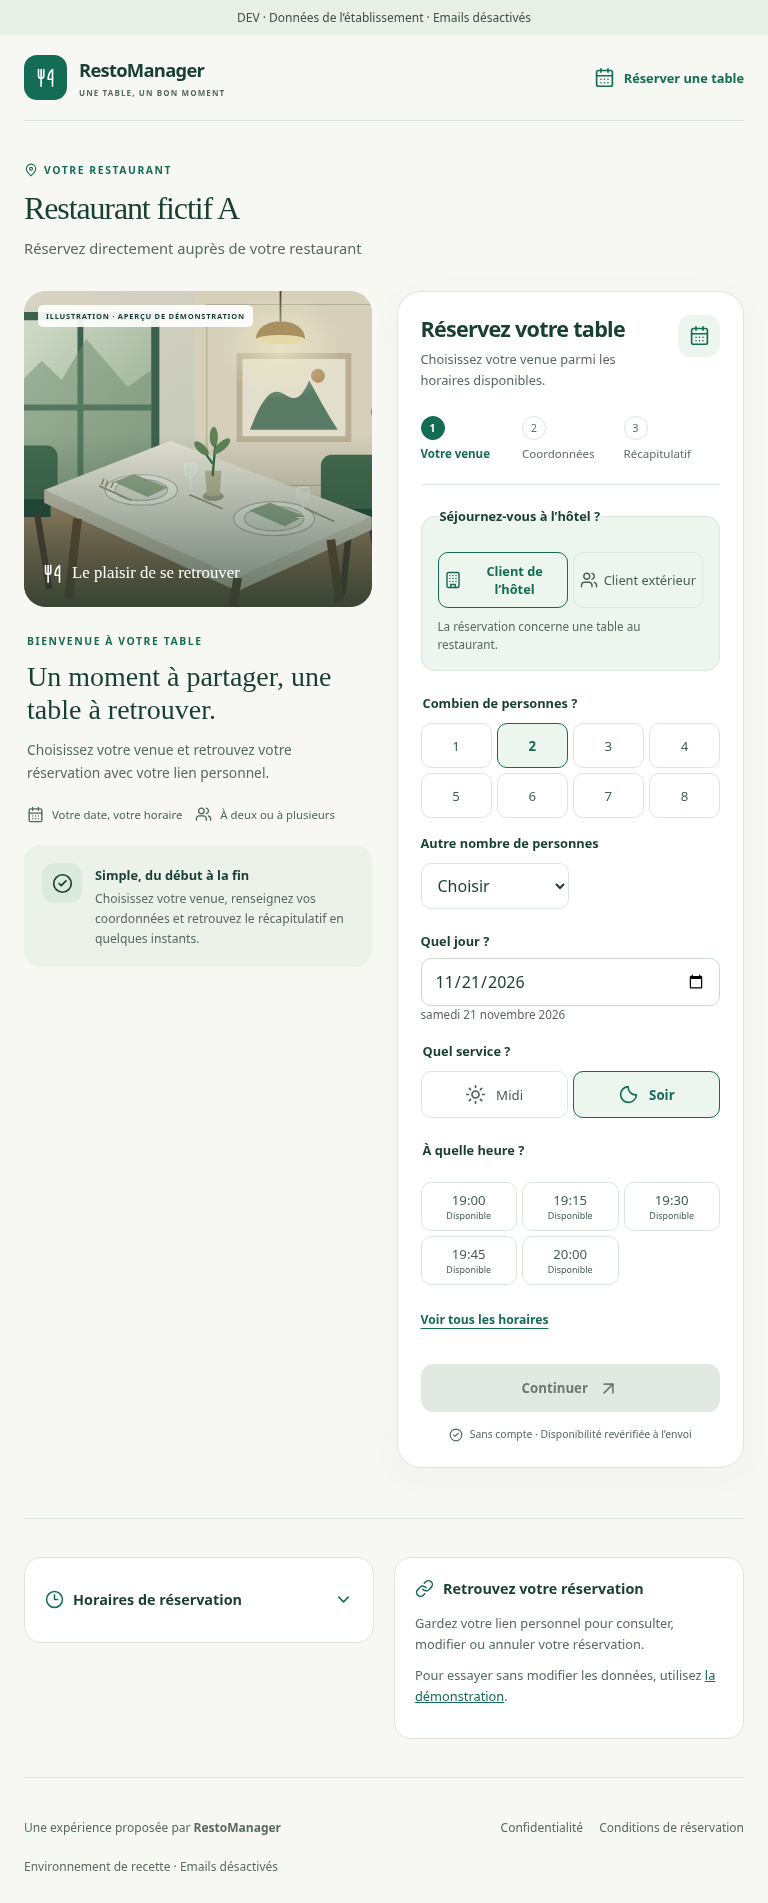 DEV · Données de l'établissement · Emails désactivés
RestoManager
UNE TABLE, UN BON MOMENT
Réserver une table
VOTRE RESTAURANT
Restaurant fictif A
Réservez directement auprès de votre restaurant
ILLUSTRATION · APERÇU DE DÉMONSTRATION
Le plaisir de se retrouver
BIENVENUE À VOTRE TABLE
Un moment à partager, une
table à retrouver.
Choisissez votre venue et retrouvez votre
réservation avec votre lien personnel.
Votre date, votre horaire
À deux ou à plusieurs
Simple, du début à la fin
Choisissez votre venue, renseignez vos
coordonnées et retrouvez le récapitulatif en
quelques instants.
Réservez votre table
Choisissez votre venue parmi les
horaires disponibles.
1
2
3
Votre venue
Coordonnées
Récapitulatif
Séjournez-vous à l'hôtel ?
Client de
l'hôtel
Client extérieur
La réservation concerne une table au
restaurant.
Combien de personnes ?
1
2
3
4
5
6
7
8
Autre nombre de personnes
Choisir
Quel jour ?
11/21/2026
samedi 21 novembre 2026
Quel service ?
Midi
Soir
À quelle heure ?
19:00
Disponible
19:15
Disponible
19:30
Disponible
19:45
Disponible
20:00
Disponible
Voir tous les horaires
Continuer
Sans compte · Disponibilité revérifiée à l'envoi
Horaires de réservation
Retrouvez votre réservation
Gardez votre lien personnel pour consulter,
modifier ou annuler votre réservation.
Pour essayer sans modifier les données, utilisez la
démonstration.
Une expérience proposée par RestoManager
Confidentialité
Conditions de réservation
Environnement de recette · Emails désactivés